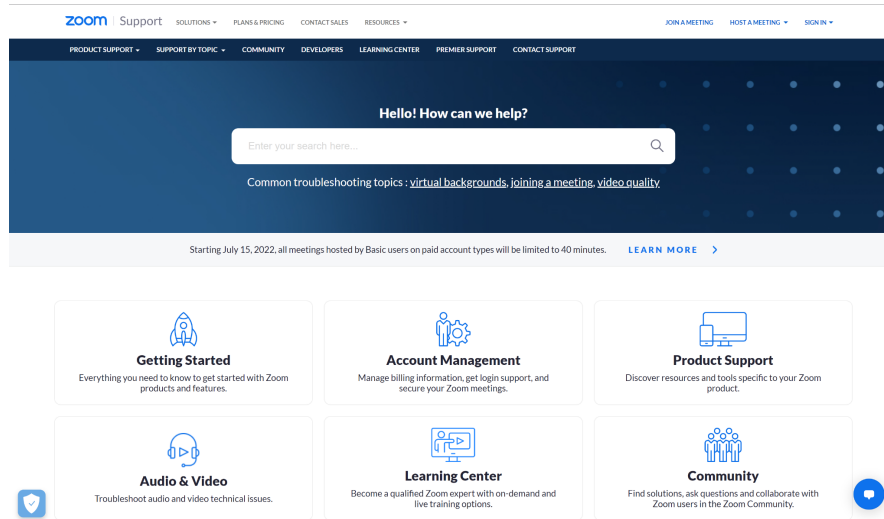 zoom Support SOLUTIONS PLANS & PRICING CONTACT SALES RESOURCES JOIN A MEETING HOST A MEETING SIGN IN
PRODUCT SUPPORT SUPPORT BY TOPIC COMMUNITY DEVELOPERS LEARNING CENTER PREMIER SUPPORT CONTACT SUPPORT
Hello! How can we help?
Enter your search here...
Common troubleshooting topics : virtual backgrounds, joining a meeting, video quality
Starting July 15, 2022, all meetings hosted by Basic users on paid account types will be limited to 40 minutes. LEARN MORE
Getting Started
Everything you need to know to get started with Zoom
products and features.
Account Management
Manage billing information, get login support, and
secure your Zoom meetings.
Product Support
Discover resources and tools specific to your Zoom
product.
Audio & Video
Troubleshoot audio and video technical issues.
Learning Center
Become a qualified Zoom expert with on-demand and
live training options.
Community
Find solutions, ask questions and collaborate with
Zoom users in the Zoom Community.